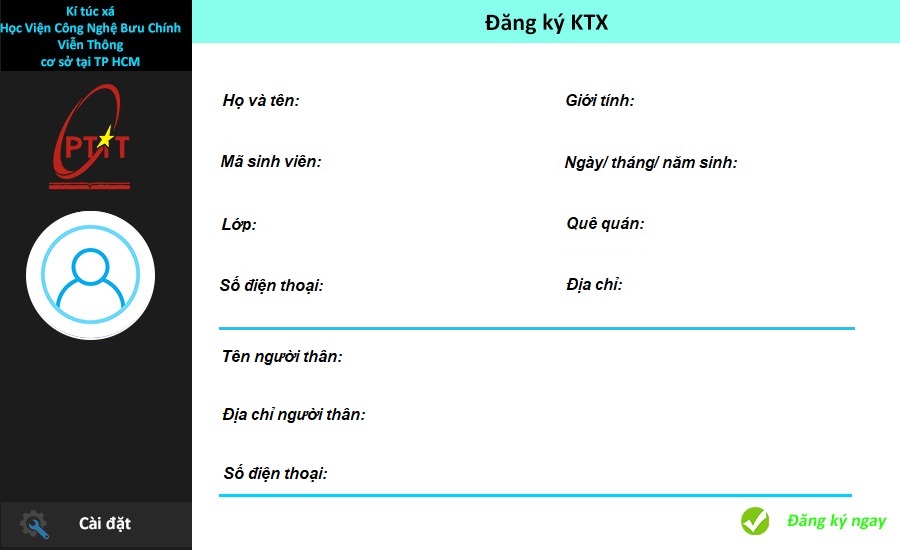 Kí túc xá
Học Viện Công Nghệ Bưu Chính
Viễn Thông
cơ sở tại TP HCM
PTIT
Cài đặt
Đăng ký KTX
Họ và tên:
Giới tính:
Mã sinh viên:
Ngày/ tháng/ năm sinh:
Lớp:
Quê quán:
Số điện thoại:
Địa chỉ:
Tên người thân:
Địa chỉ người thân:
Số điện thoại:
Đăng ký ngay